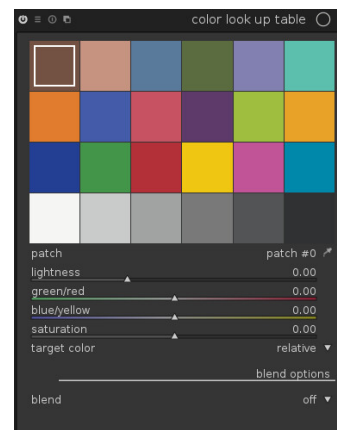 color look up table
patch patch #0
lightness 0.00
green/red 0.00
blue/yellow 0.00
saturation 0.00
target color relative
blend options
blend off